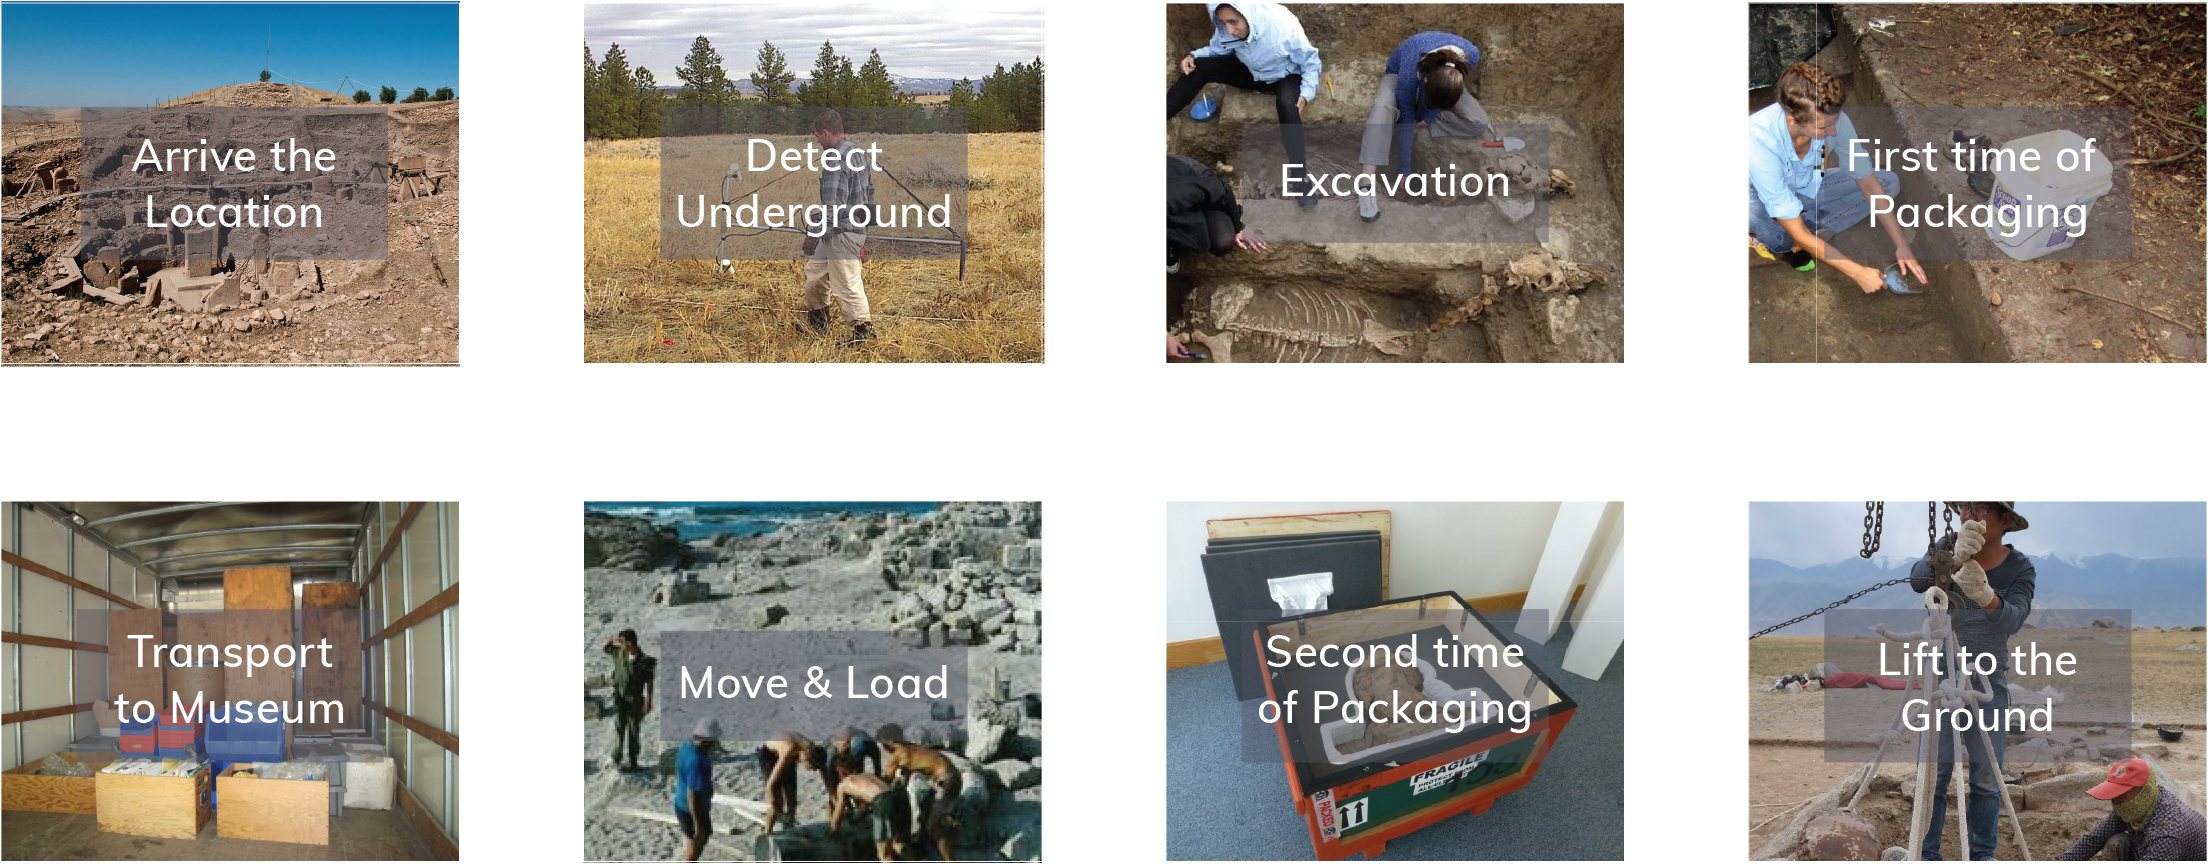 Arrive the
Location
Detect
Underground
Excavation
First time of
Packaging
Transport
to Museum
Move & Load
Second time
of Packaging
FRAGILE
PACKED
Lift to the
Ground